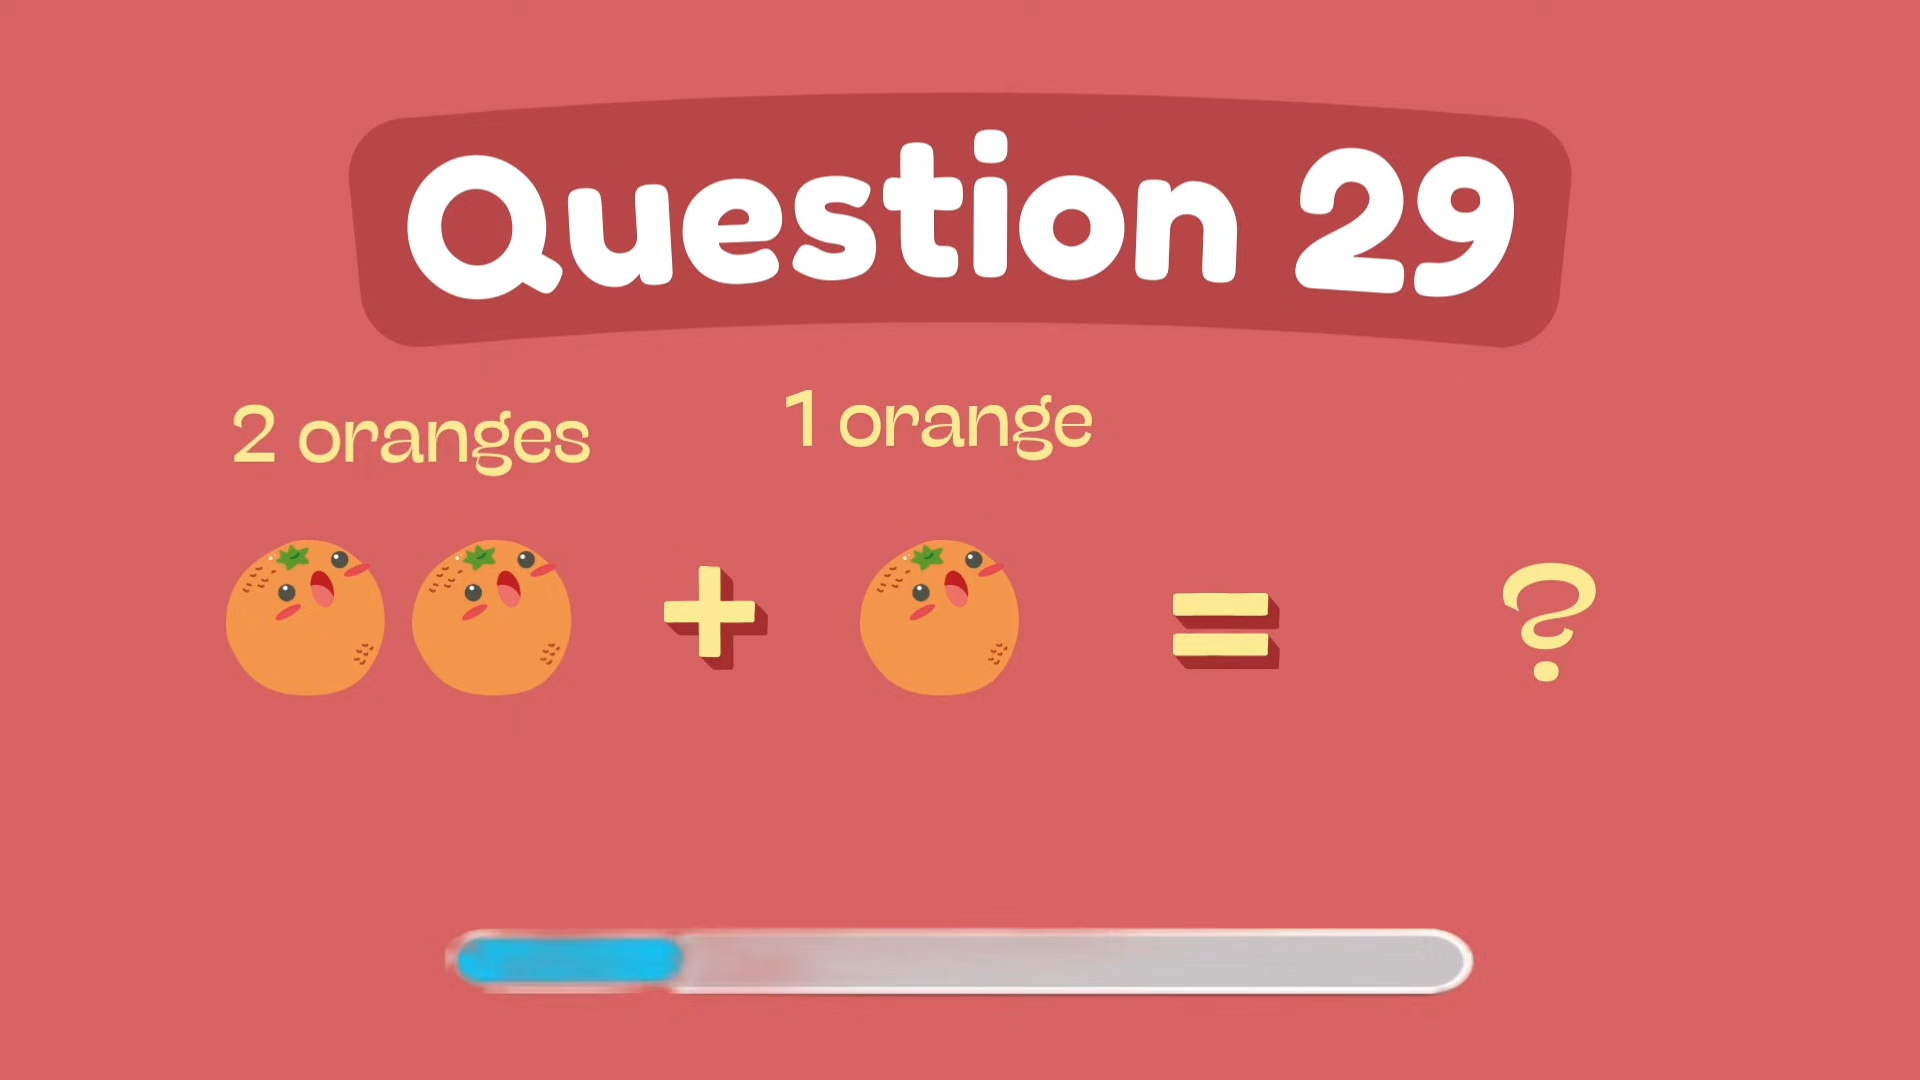 Question 29
2 oranges
1 orange
+ = ?